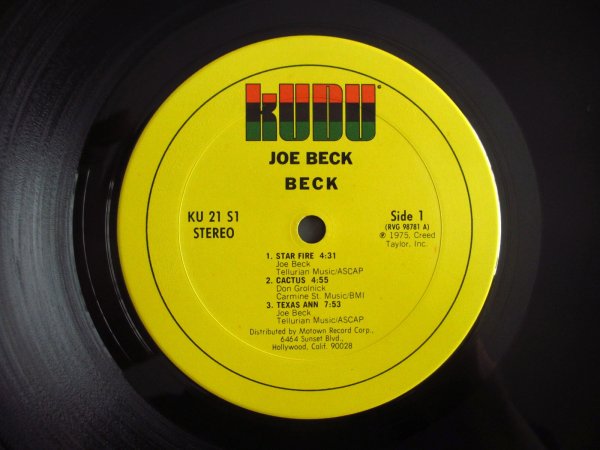 KUDU®
JOE BECK
BECK
KU 21 S1
STEREO
Side 1
(RVG 98781 A)
℗ 1975, Creed
Taylor, Inc.
1. STAR FIRE 4:31
Joe Beck
Tellurian Music/ASCAP
2. CACTUS 4:55
Don Grolnick
Carmine St. Music/BMI
3. TEXAS ANN 7:53
Joe Beck
Tellurian Music/ASCAP
Distributed by Motown Record Corp.,
6464 Sunset Blvd.,
Hollywood, Calif. 90028